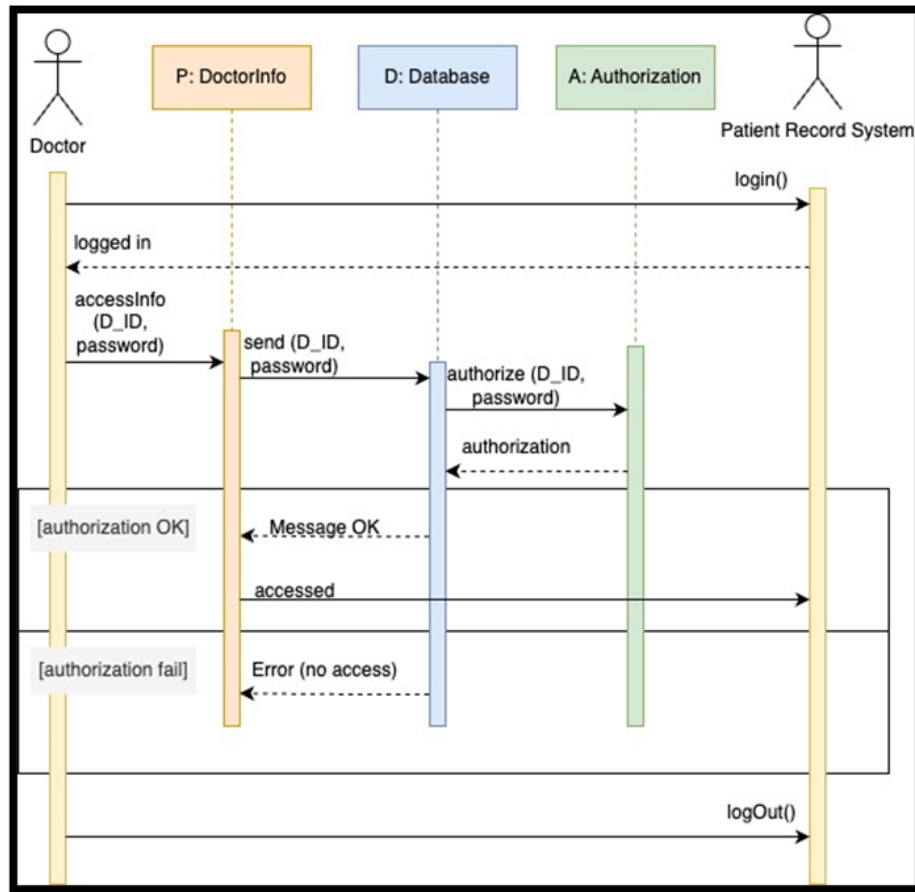 P: DoctorInfo
D: Database
A: Authorization
Doctor
Patient Record System
login()
logged in
accessInfo
(D_ID,
password)
send (D_ID,
password)
authorize (D_ID,
password)
authorization
[authorization OK]
Message OK
accessed
[authorization fail]
Error (no access)
logOut()